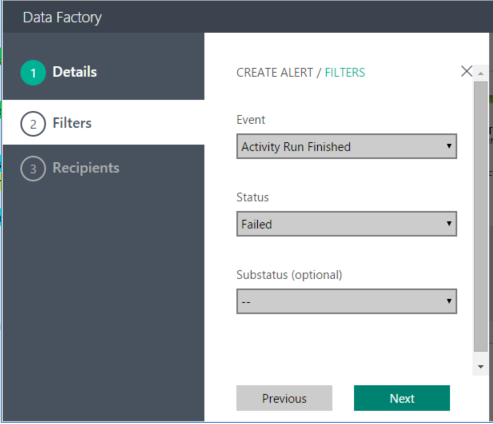 Data Factory
1 Details
2 Filters
3 Recipients
CREATE ALERT / FILTERS
Event
Activity Run Finished
Status
Failed
Substatus (optional)
--
Previous
Next